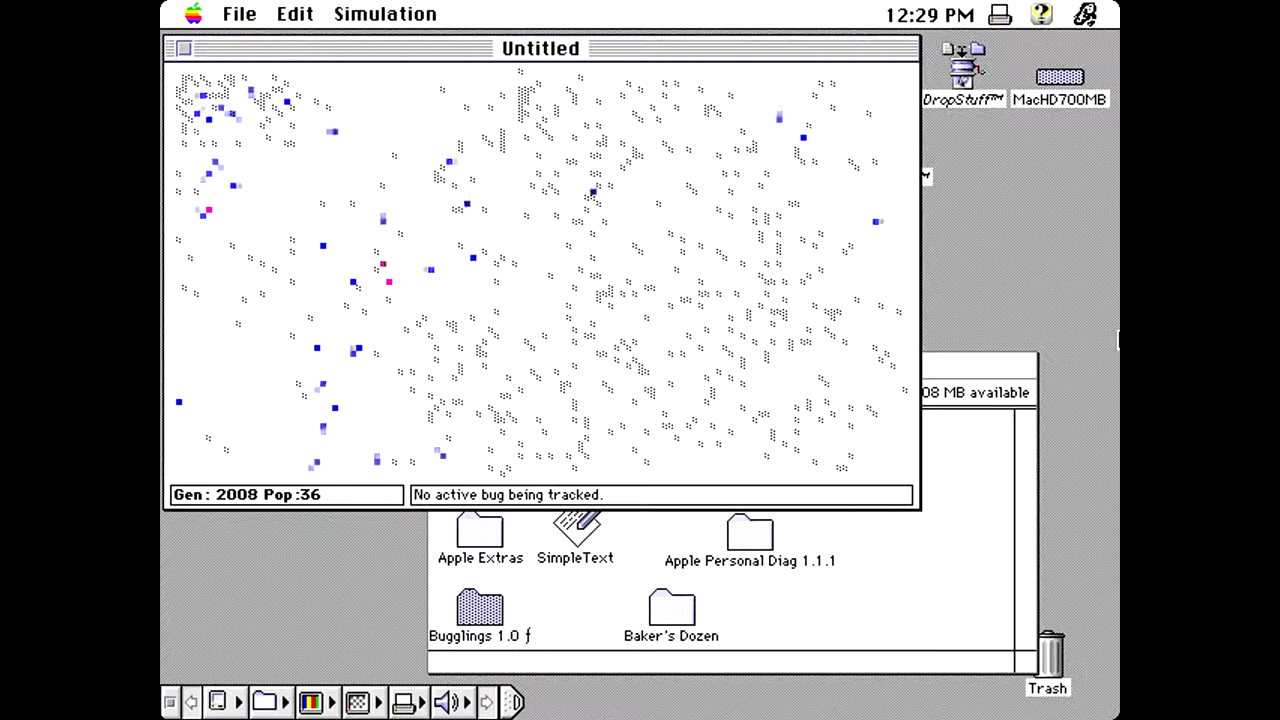 File Edit Simulation 12:29 PM
Untitled
DropStuff™ MacHD700MB
Gen: 2008 Pop:36 No active bug being tracked.
08 MB available
Apple Extras SimpleText Apple Personal Diag 1.1.1
Bugglings 1.0 ƒ Baker's Dozen
Trash